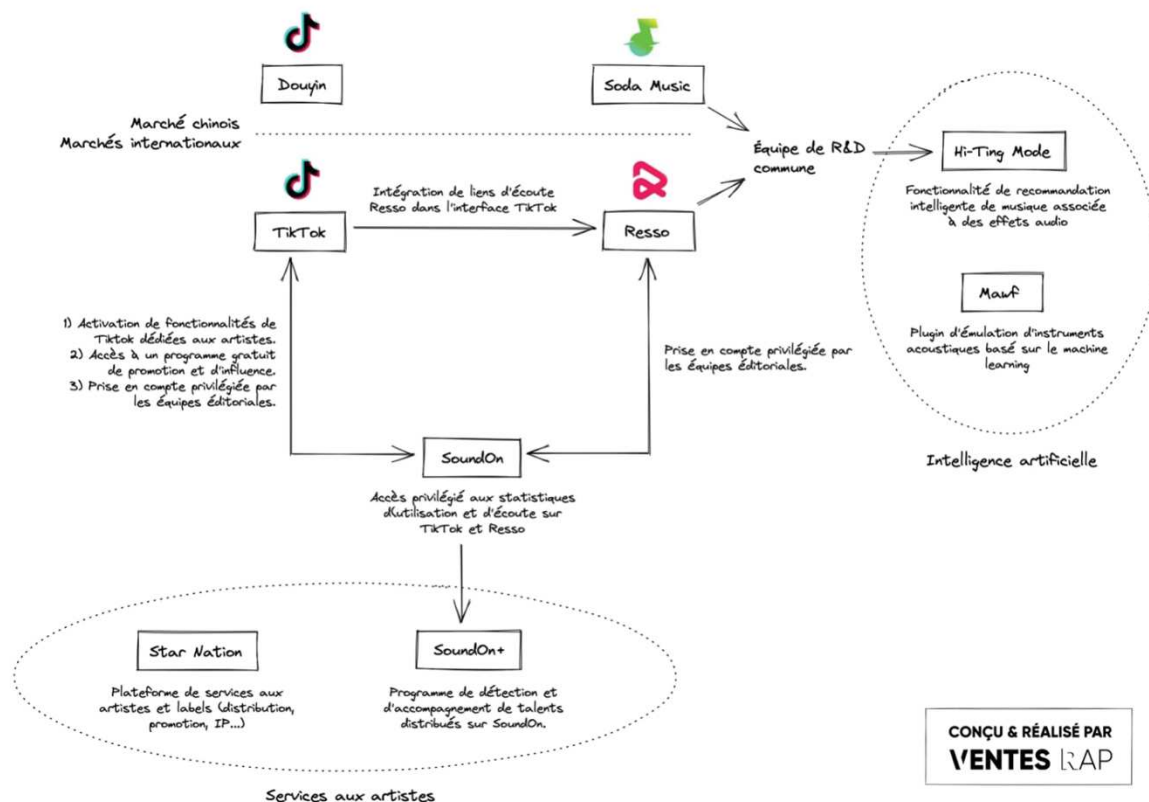 Douyin
Soda Music
Marché chinois
Marchés internationaux
Équipe de R&D
commune
Hi-Ting Mode
Fonctionnalité de recommandation
intelligente de musique associée
à des effets audio
Intégration de liens d'écoute
Resso dans l'interface TikTok
TikTok
Resso
Mawf
Plugin d'émulation d'instruments
acoustiques basé sur le machine
learning
Intelligence artificielle
1) Activation de fonctionnalités de
Tiktok dédiées aux artistes.
2) Accès à un programme gratuit
de promotion et d'influence.
3) Prise en compte privilégiée par
les équipes éditoriales.
Prise en compte privilégiée par
les équipes éditoriales.
SoundOn
Accès privilégié aux statistiques
d(utilisation et d'écoute sur
TikTok et Resso
Star Nation
Plateforme de services aux
artistes et labels (distribution,
promotion, IP...)
SoundOn+
Programme de détection et
d'accompagnement de talents
distribués sur SoundOn.
Services aux artistes
CONÇU & RÉALISÉ PAR
VENTES RAP